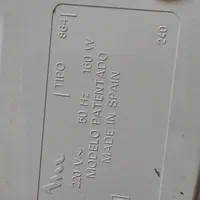 TIPO 864
240
220 V~ 50 Hz 160 W
MODELO PATENTADO
MADE IN SPAIN